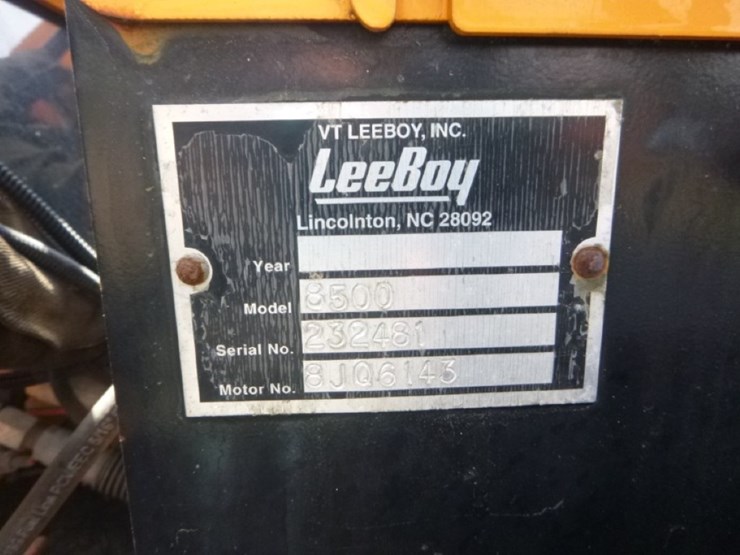 VT LEEBOY, INC.
LeeBoy
Lincolnton, NC 28092
Year
Model 8500
Serial No. 232481
Motor No. 8JQ6143